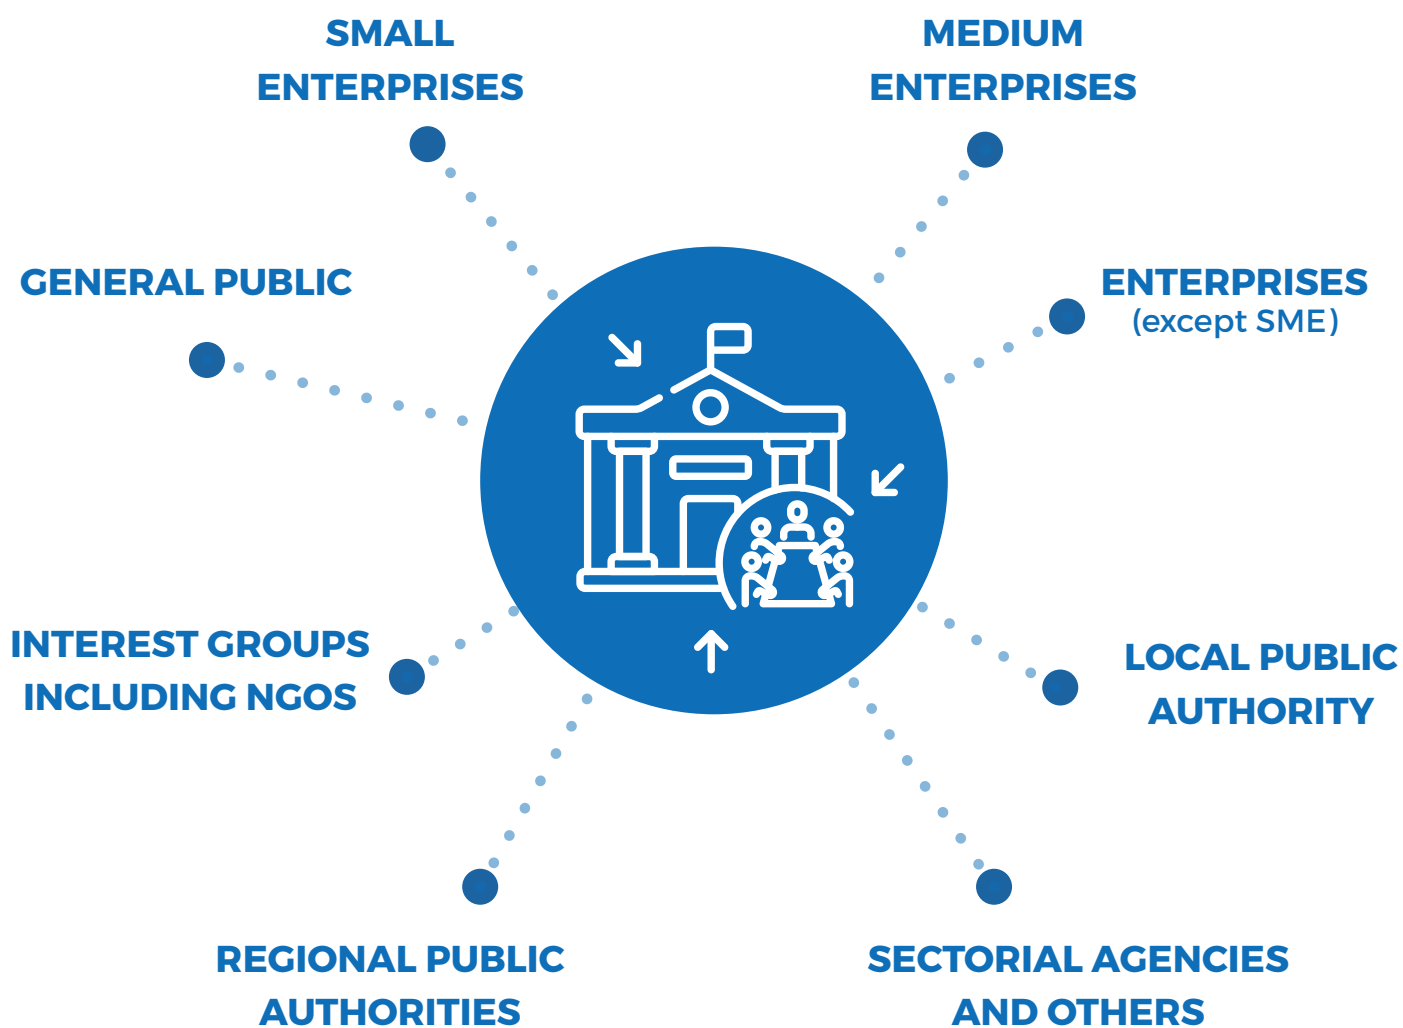 SMALL
ENTERPRISES
MEDIUM
ENTERPRISES
GENERAL PUBLIC
ENTERPRISES
(except SME)
INTEREST GROUPS
INCLUDING NGOS
LOCAL PUBLIC
AUTHORITY
REGIONAL PUBLIC
AUTHORITIES
SECTORIAL AGENCIES
AND OTHERS